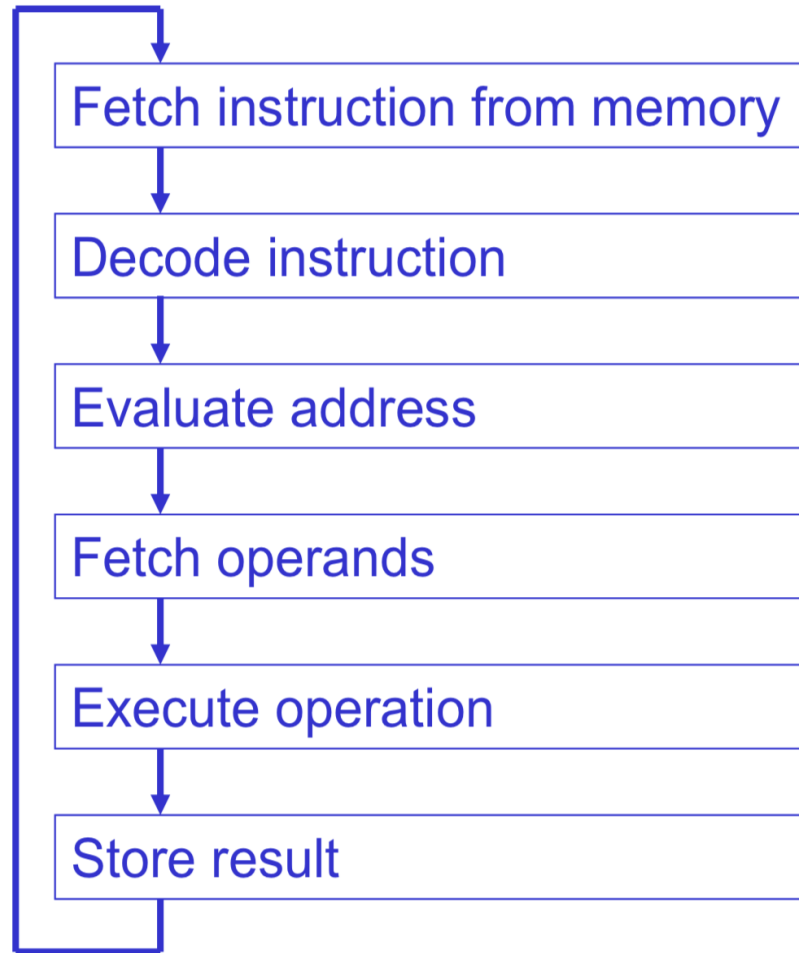 Fetch instruction from memory
Decode instruction
Evaluate address
Fetch operands
Execute operation
Store result